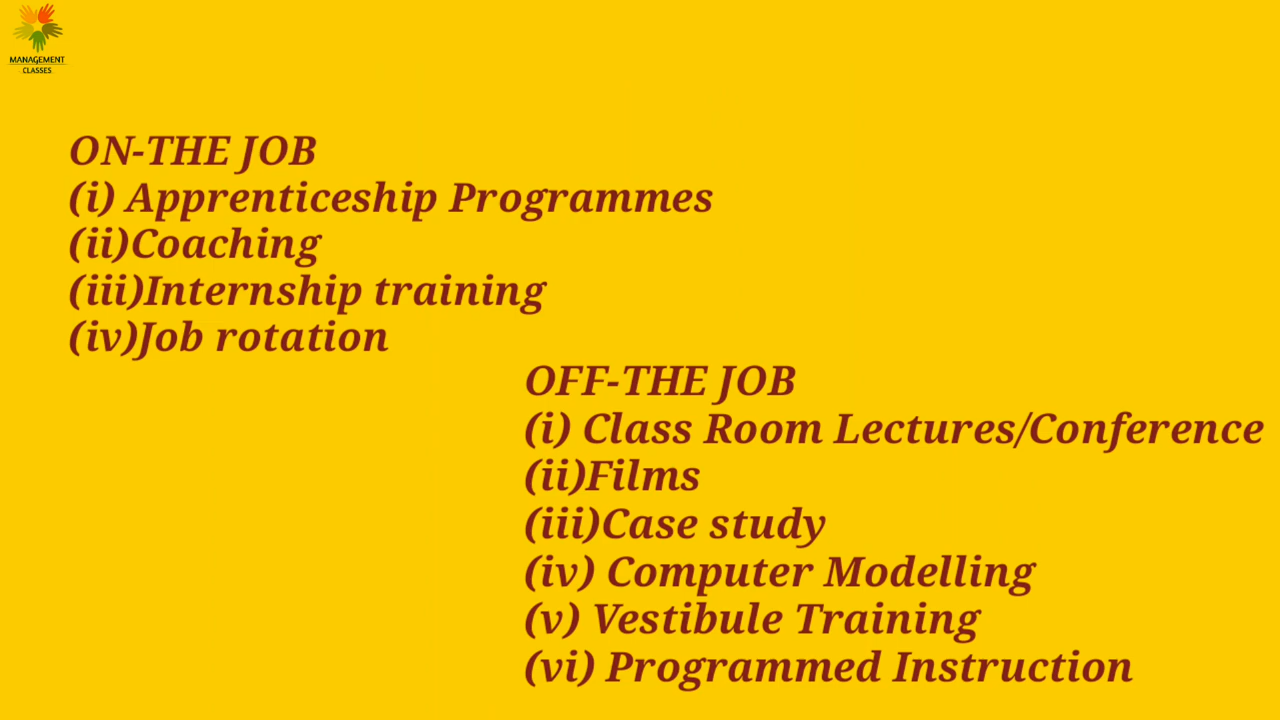 MANAGEMENT
CLASSES
ON-THE JOB
(i) Apprenticeship Programmes
(ii)Coaching
(iii)Internship training
(iv)Job rotation
OFF-THE JOB
(i) Class Room Lectures/Conference
(ii)Films
(iii)Case study
(iv) Computer Modelling
(v) Vestibule Training
(vi) Programmed Instruction